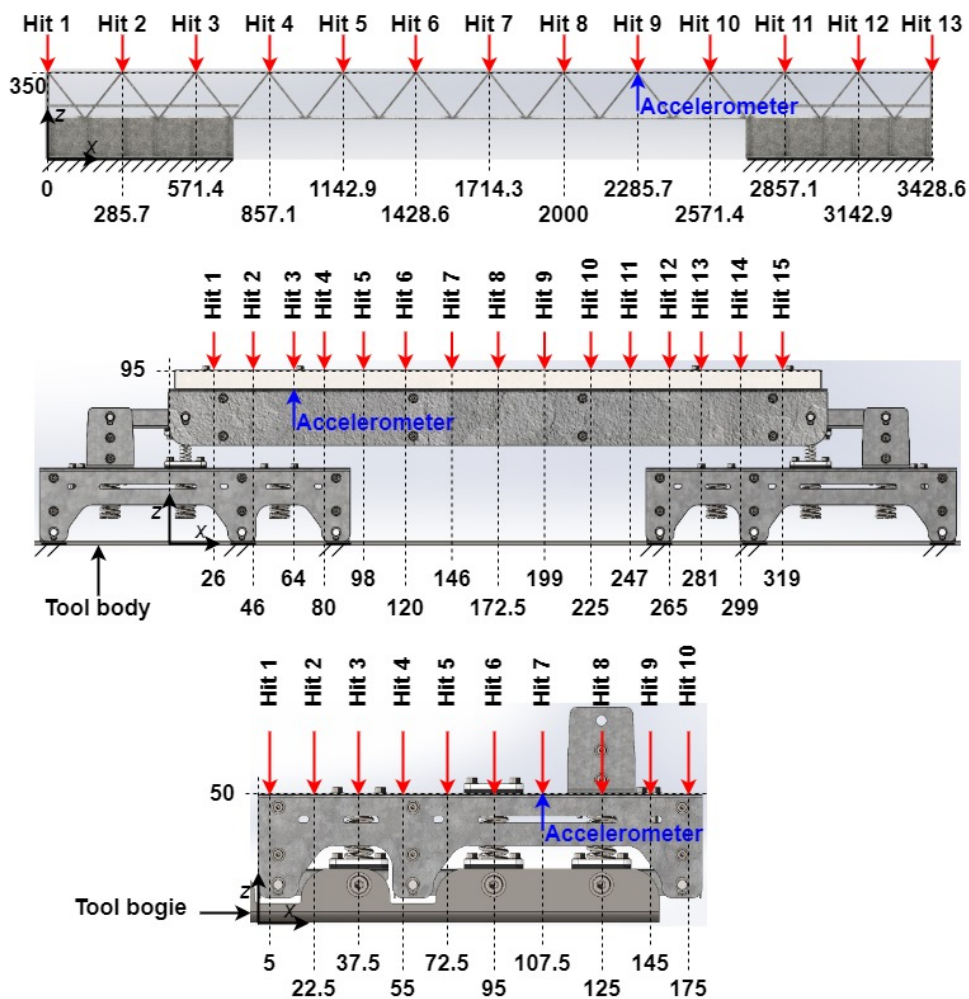 Hit 1 Hit 2 Hit 3 Hit 4 Hit 5 Hit 6 Hit 7 Hit 8 Hit 9 Hit 10 Hit 11 Hit 12 Hit 13
350
Accelerometer
z
x
0 571.4 1142.9 1714.3 2285.7 2857.1 3428.6
285.7 857.1 1428.6 2000 2571.4 3142.9
Hit 1 Hit 2 Hit 3 Hit 4 Hit 5 Hit 6 Hit 7 Hit 8 Hit 9 Hit 10 Hit 11 Hit 12 Hit 13 Hit 14 Hit 15
95
Accelerometer
z
x
26 64 98 146 199 247 281 319
Tool body 46 80 120 172.5 225 265 299
Hit 1 Hit 2 Hit 3 Hit 4 Hit 5 Hit 6 Hit 7 Hit 8 Hit 9 Hit 10
50
Accelerometer
z
Tool bogie
x
5 37.5 72.5 107.5 145
22.5 55 95 125 175